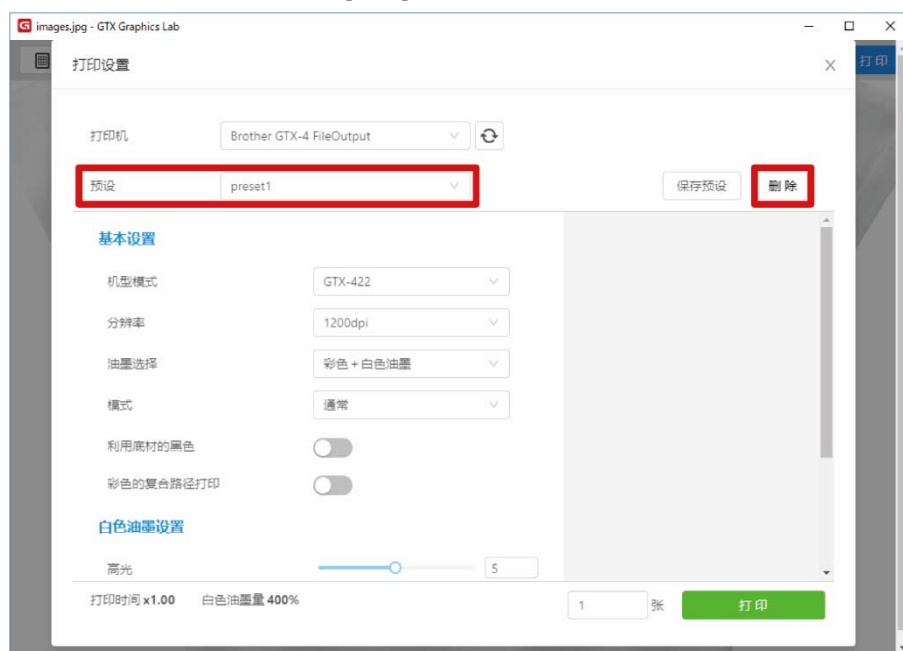 images.jpg - GTX Graphics Lab
打印
打印设置
打印机 Brother GTX-4 FileOutput
预设 preset1 保存预设 删除
基本设置
机型模式 GTX-422
分辨率 1200dpi
油墨选择 彩色 + 白色油墨
模式 通常
利用底材的黑色
彩色的复合路径打印
白色油墨设置
高光 5
打印时间 x1.00 白色油墨量 400% 1 张 打印